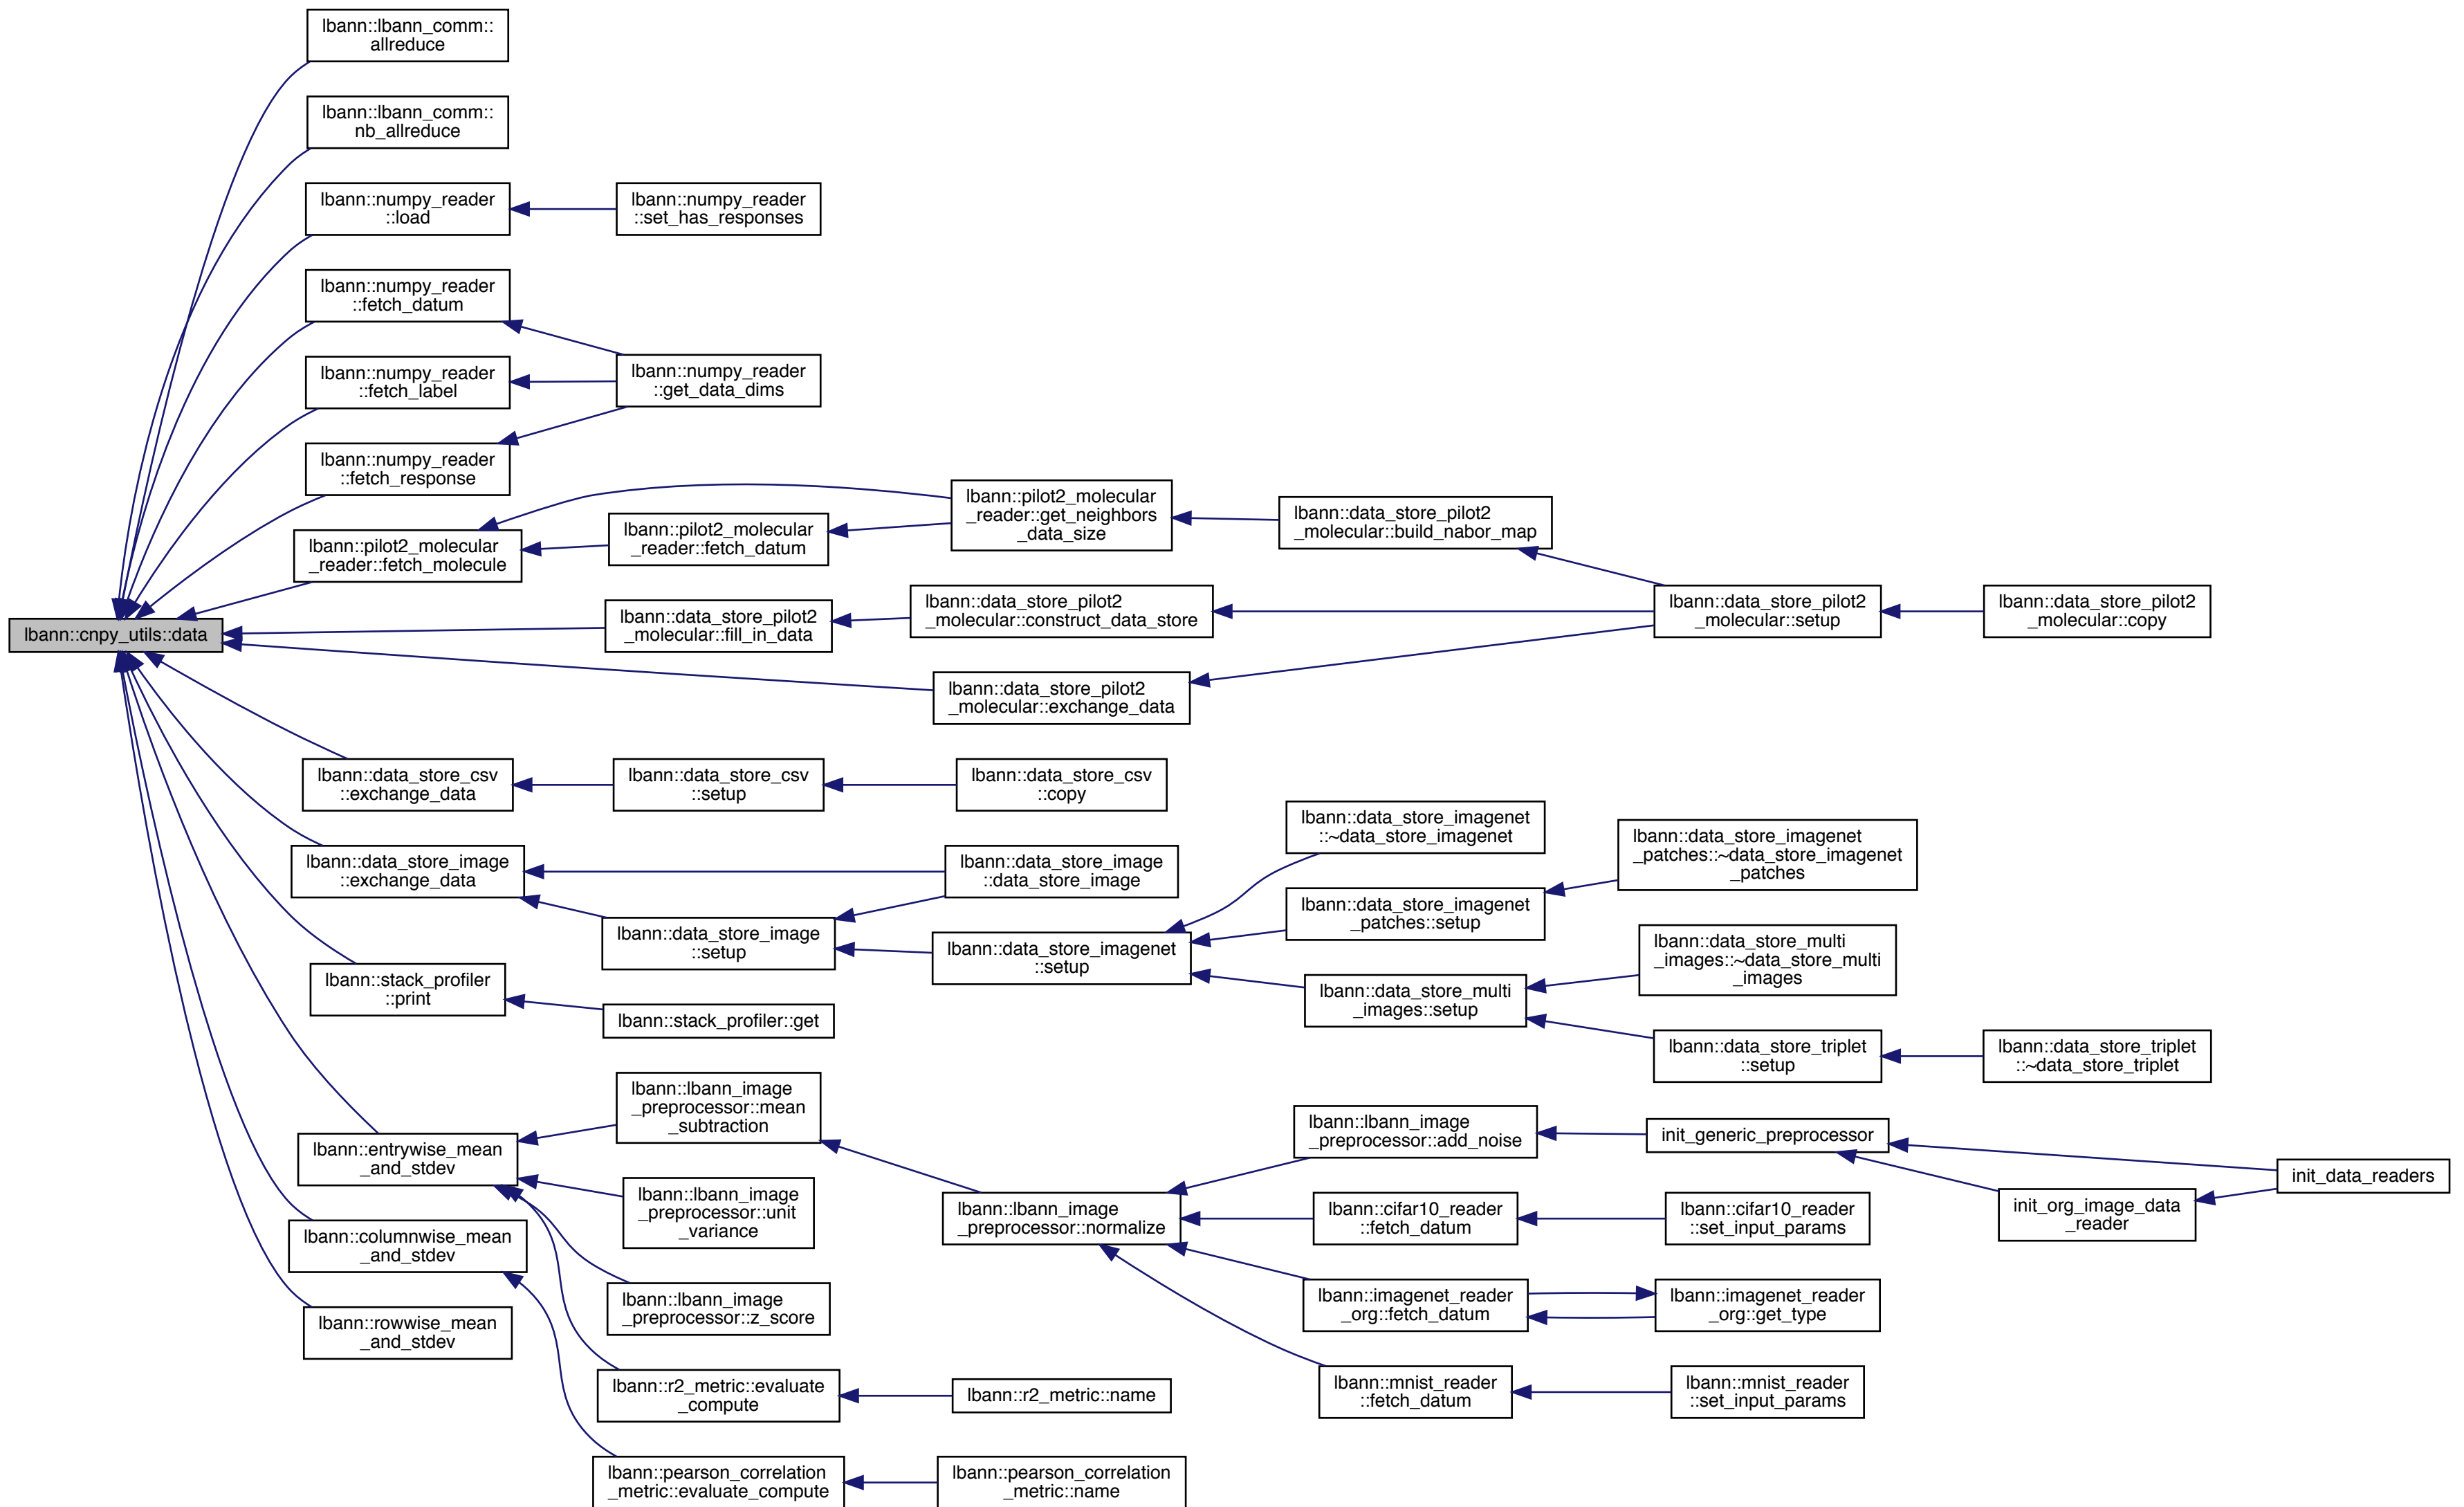 lbann::lbann_comm::
allreduce
lbann::lbann_comm::
nb_allreduce
lbann::numpy_reader
::load
lbann::numpy_reader
::set_has_responses
lbann::numpy_reader
::fetch_datum
lbann::numpy_reader
::fetch_label
lbann::numpy_reader
::get_data_dims
lbann::numpy_reader
::fetch_response
lbann::pilot2_molecular
_reader::fetch_molecule
lbann::pilot2_molecular
_reader::fetch_datum
lbann::pilot2_molecular
_reader::get_neighbors
_data_size
lbann::data_store_pilot2
_molecular::build_nabor_map
lbann::cnpy_utils::data
lbann::data_store_pilot2
_molecular::fill_in_data
lbann::data_store_pilot2
_molecular::construct_data_store
lbann::data_store_pilot2
_molecular::setup
lbann::data_store_pilot2
_molecular::copy
lbann::data_store_pilot2
_molecular::exchange_data
lbann::data_store_csv
::exchange_data
lbann::data_store_csv
::setup
lbann::data_store_csv
::copy
lbann::data_store_image
::exchange_data
lbann::data_store_image
::data_store_image
lbann::data_store_image
::setup
lbann::data_store_imagenet
::setup
lbann::data_store_imagenet
::~data_store_imagenet
lbann::data_store_imagenet
_patches::setup
lbann::data_store_imagenet
_patches::~data_store_imagenet
_patches
lbann::data_store_multi
_images::setup
lbann::data_store_multi
_images::~data_store_multi
_images
lbann::data_store_triplet
::setup
lbann::data_store_triplet
::~data_store_triplet
lbann::stack_profiler
::print
lbann::stack_profiler::get
lbann::entrywise_mean
_and_stdev
lbann::lbann_image
_preprocessor::mean
_subtraction
lbann::lbann_image
_preprocessor::unit
_variance
lbann::lbann_image
_preprocessor::z_score
lbann::lbann_image
_preprocessor::normalize
lbann::lbann_image
_preprocessor::add_noise
init_generic_preprocessor
init_org_image_data
_reader
init_data_readers
lbann::cifar10_reader
::fetch_datum
lbann::cifar10_reader
::set_input_params
lbann::imagenet_reader
_org::fetch_datum
lbann::imagenet_reader
_org::get_type
lbann::mnist_reader
::fetch_datum
lbann::mnist_reader
::set_input_params
lbann::columnwise_mean
_and_stdev
lbann::rowwise_mean
_and_stdev
lbann::r2_metric::evaluate
_compute
lbann::r2_metric::name
lbann::pearson_correlation
_metric::evaluate_compute
lbann::pearson_correlation
_metric::name